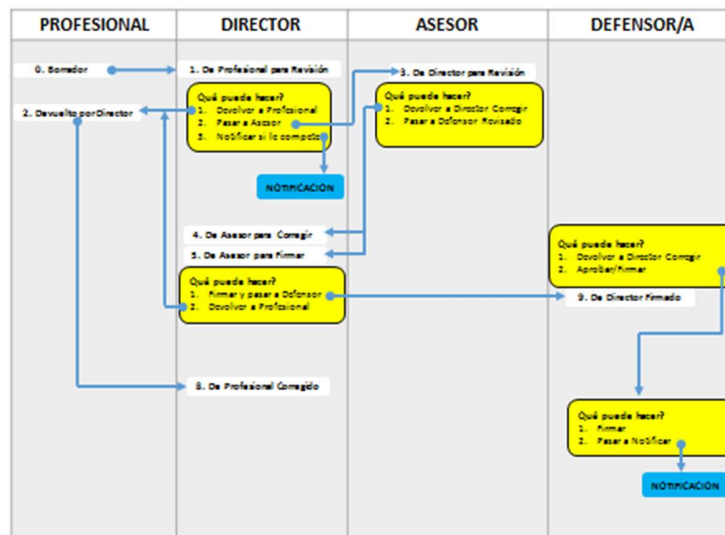 PROFESIONAL
DIRECTOR
ASESOR
DEFENSOR/A
0. Borrador
1. De Profesional para Revisión
3. De Director para Revisión
Qué puede hacer?
1. Devolver a Profesional
2. Pasar a Asesor
3. Notificar si le compete
Qué puede hacer?
1. Devolver a Director Corregir
2. Pasar a Defensor Revisado
2. Devuelto por Director
NOTIFICACIÓN
4. De Asesor para Corregir
5. De Asesor para Firmar
Qué puede hacer?
1. Firmar y pasar a Defensor
2. Devolver a Profesional
Qué puede hacer?
1. Devolver a Director Corregir
2. Aprobar/Firmar
9. De Director Firmado
8. De Profesional Corregido
Qué puede hacer?
1. Firmar
2. Pasar a Notificar
NOTIFICACIÓN